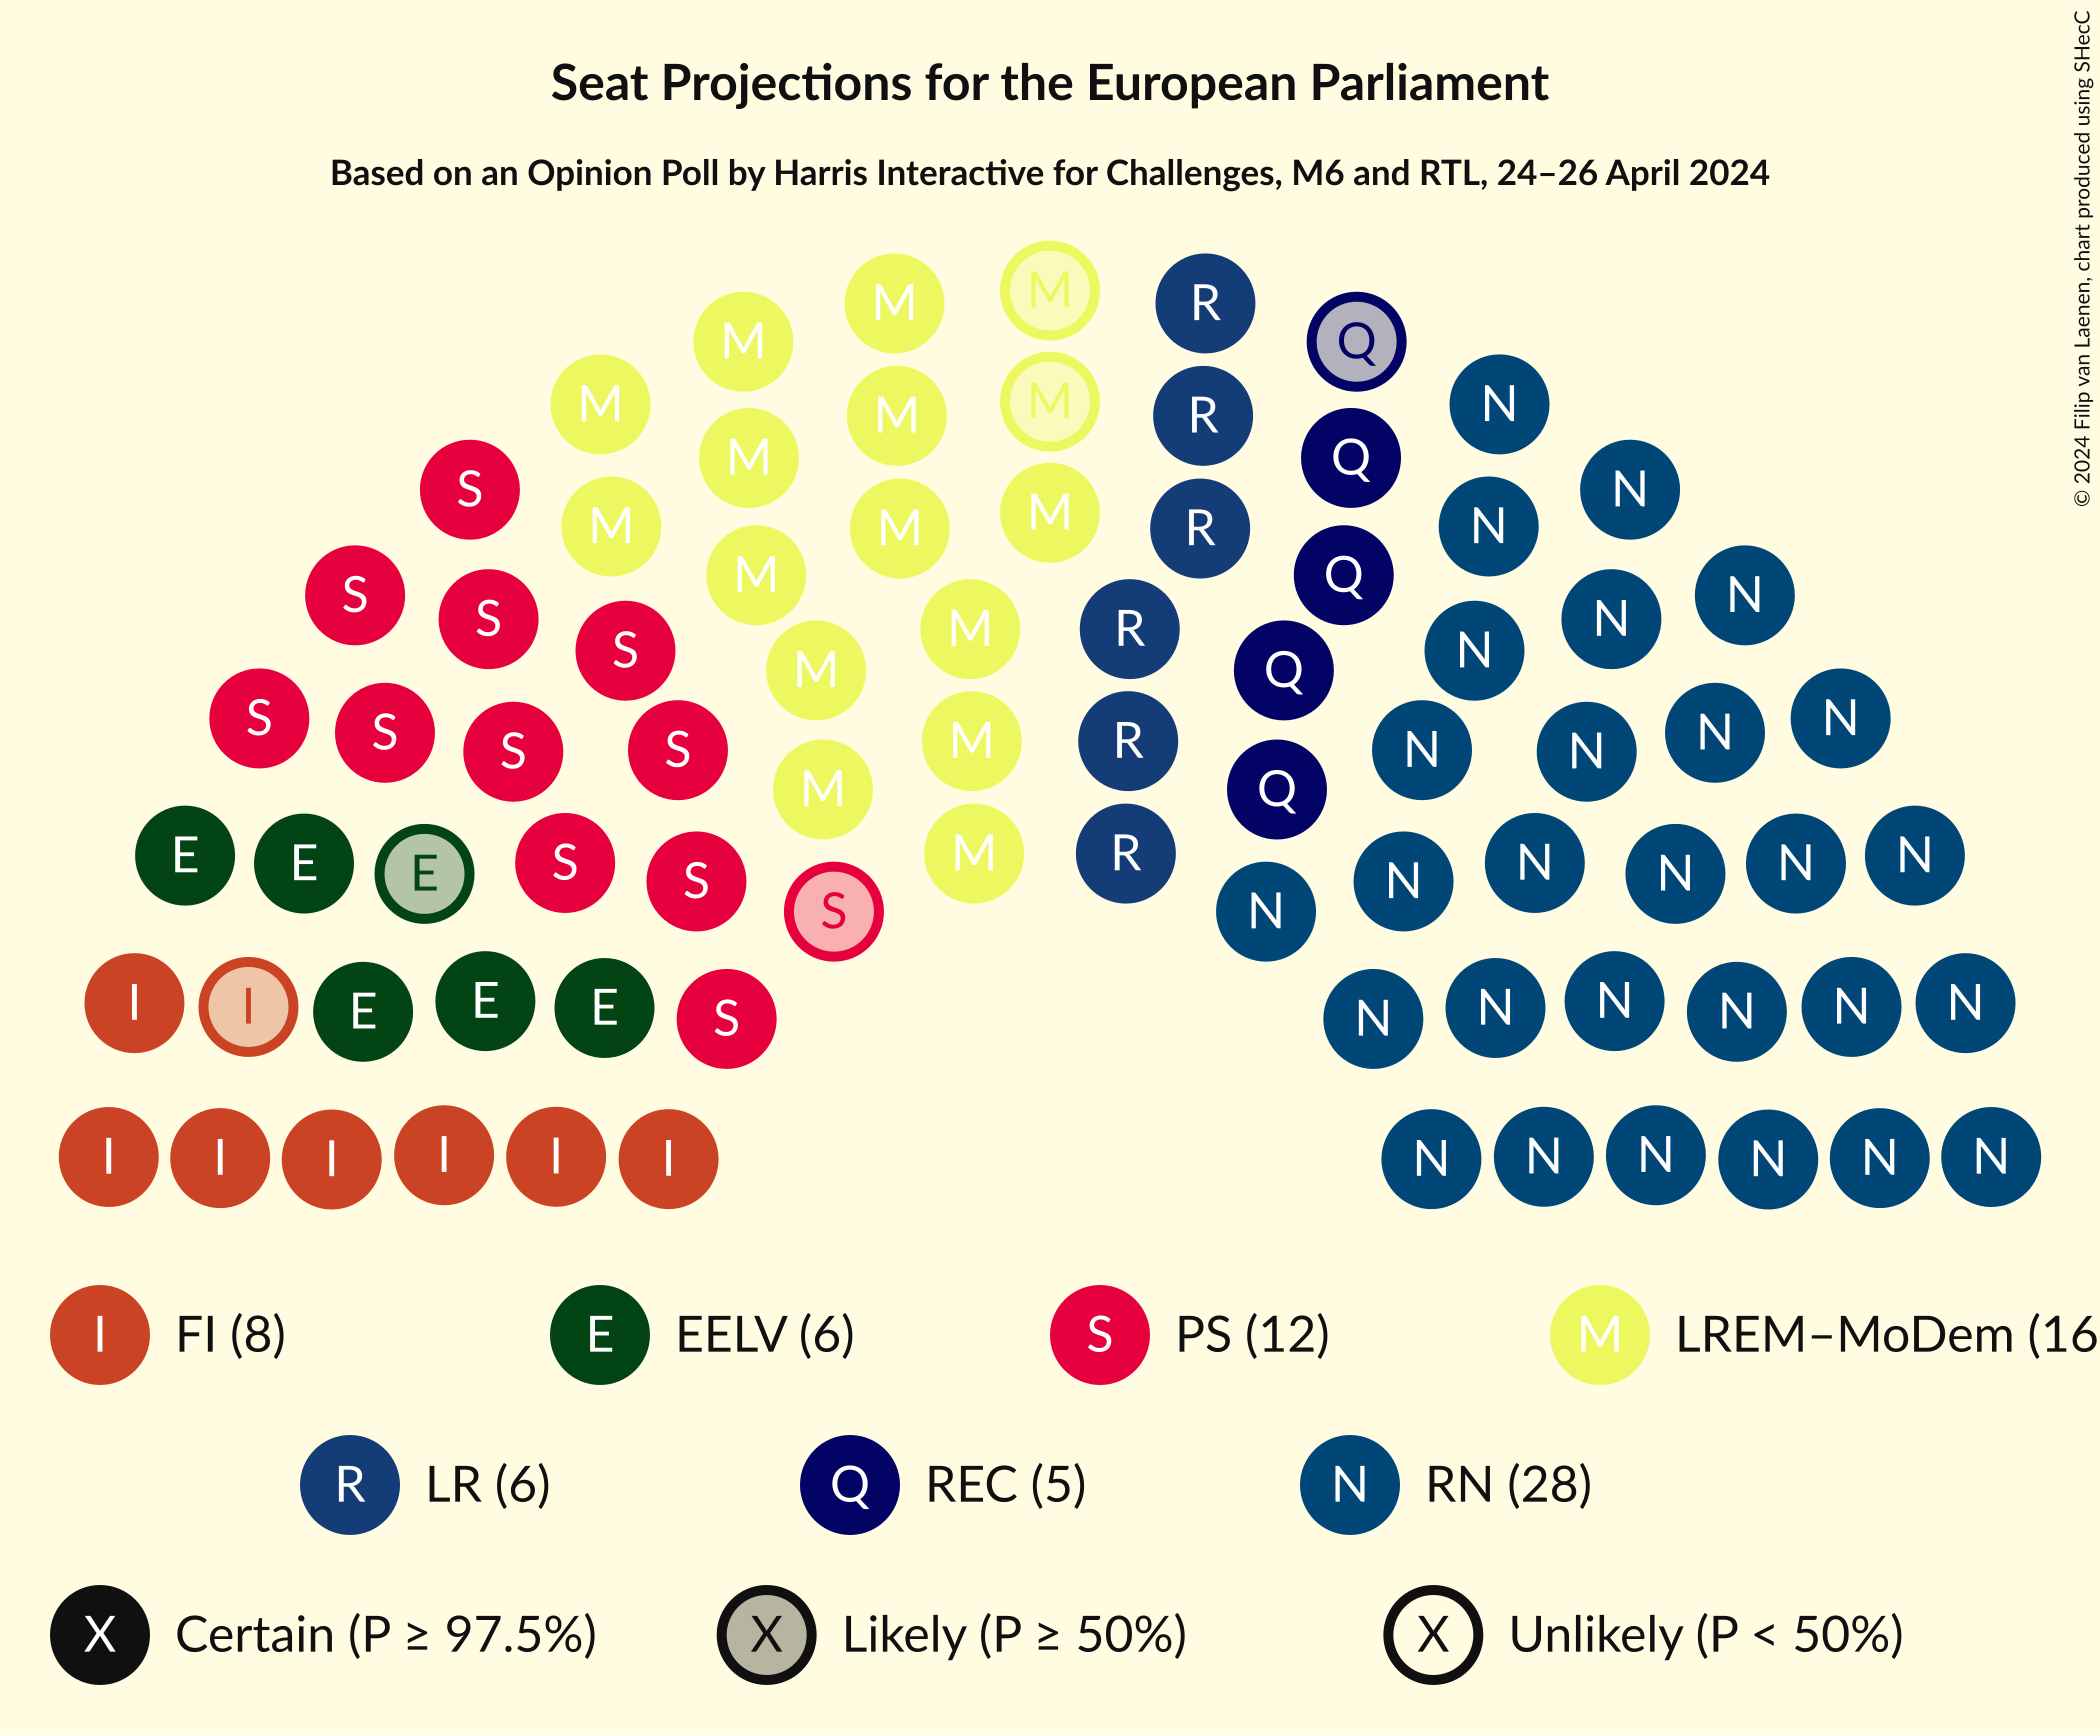 Seat Projections for the European Parliament
Based on an Opinion Poll by Harris Interactive for Challenges, M6 and RTL, 24–26 April 2024
© 2024 Filip van Laenen, chart produced using SHecC
M R
M M Q
M R N
M M
M R Q
S M N N
M M
M R
M N
M Q
S S N N
S M R N
M Q
S S N N
S S M R N N
M Q
E E E S S M R N N N N N
S N
I I E E E S N N N N N N
I I I I I I N N N N N N
I FI (8) E EELV (6) S PS (12) M LREM–MoDem (16
R LR (6) Q REC (5) N RN (28)
X Certain (P ≥ 97.5%) X Likely (P ≥ 50%) X Unlikely (P < 50%)